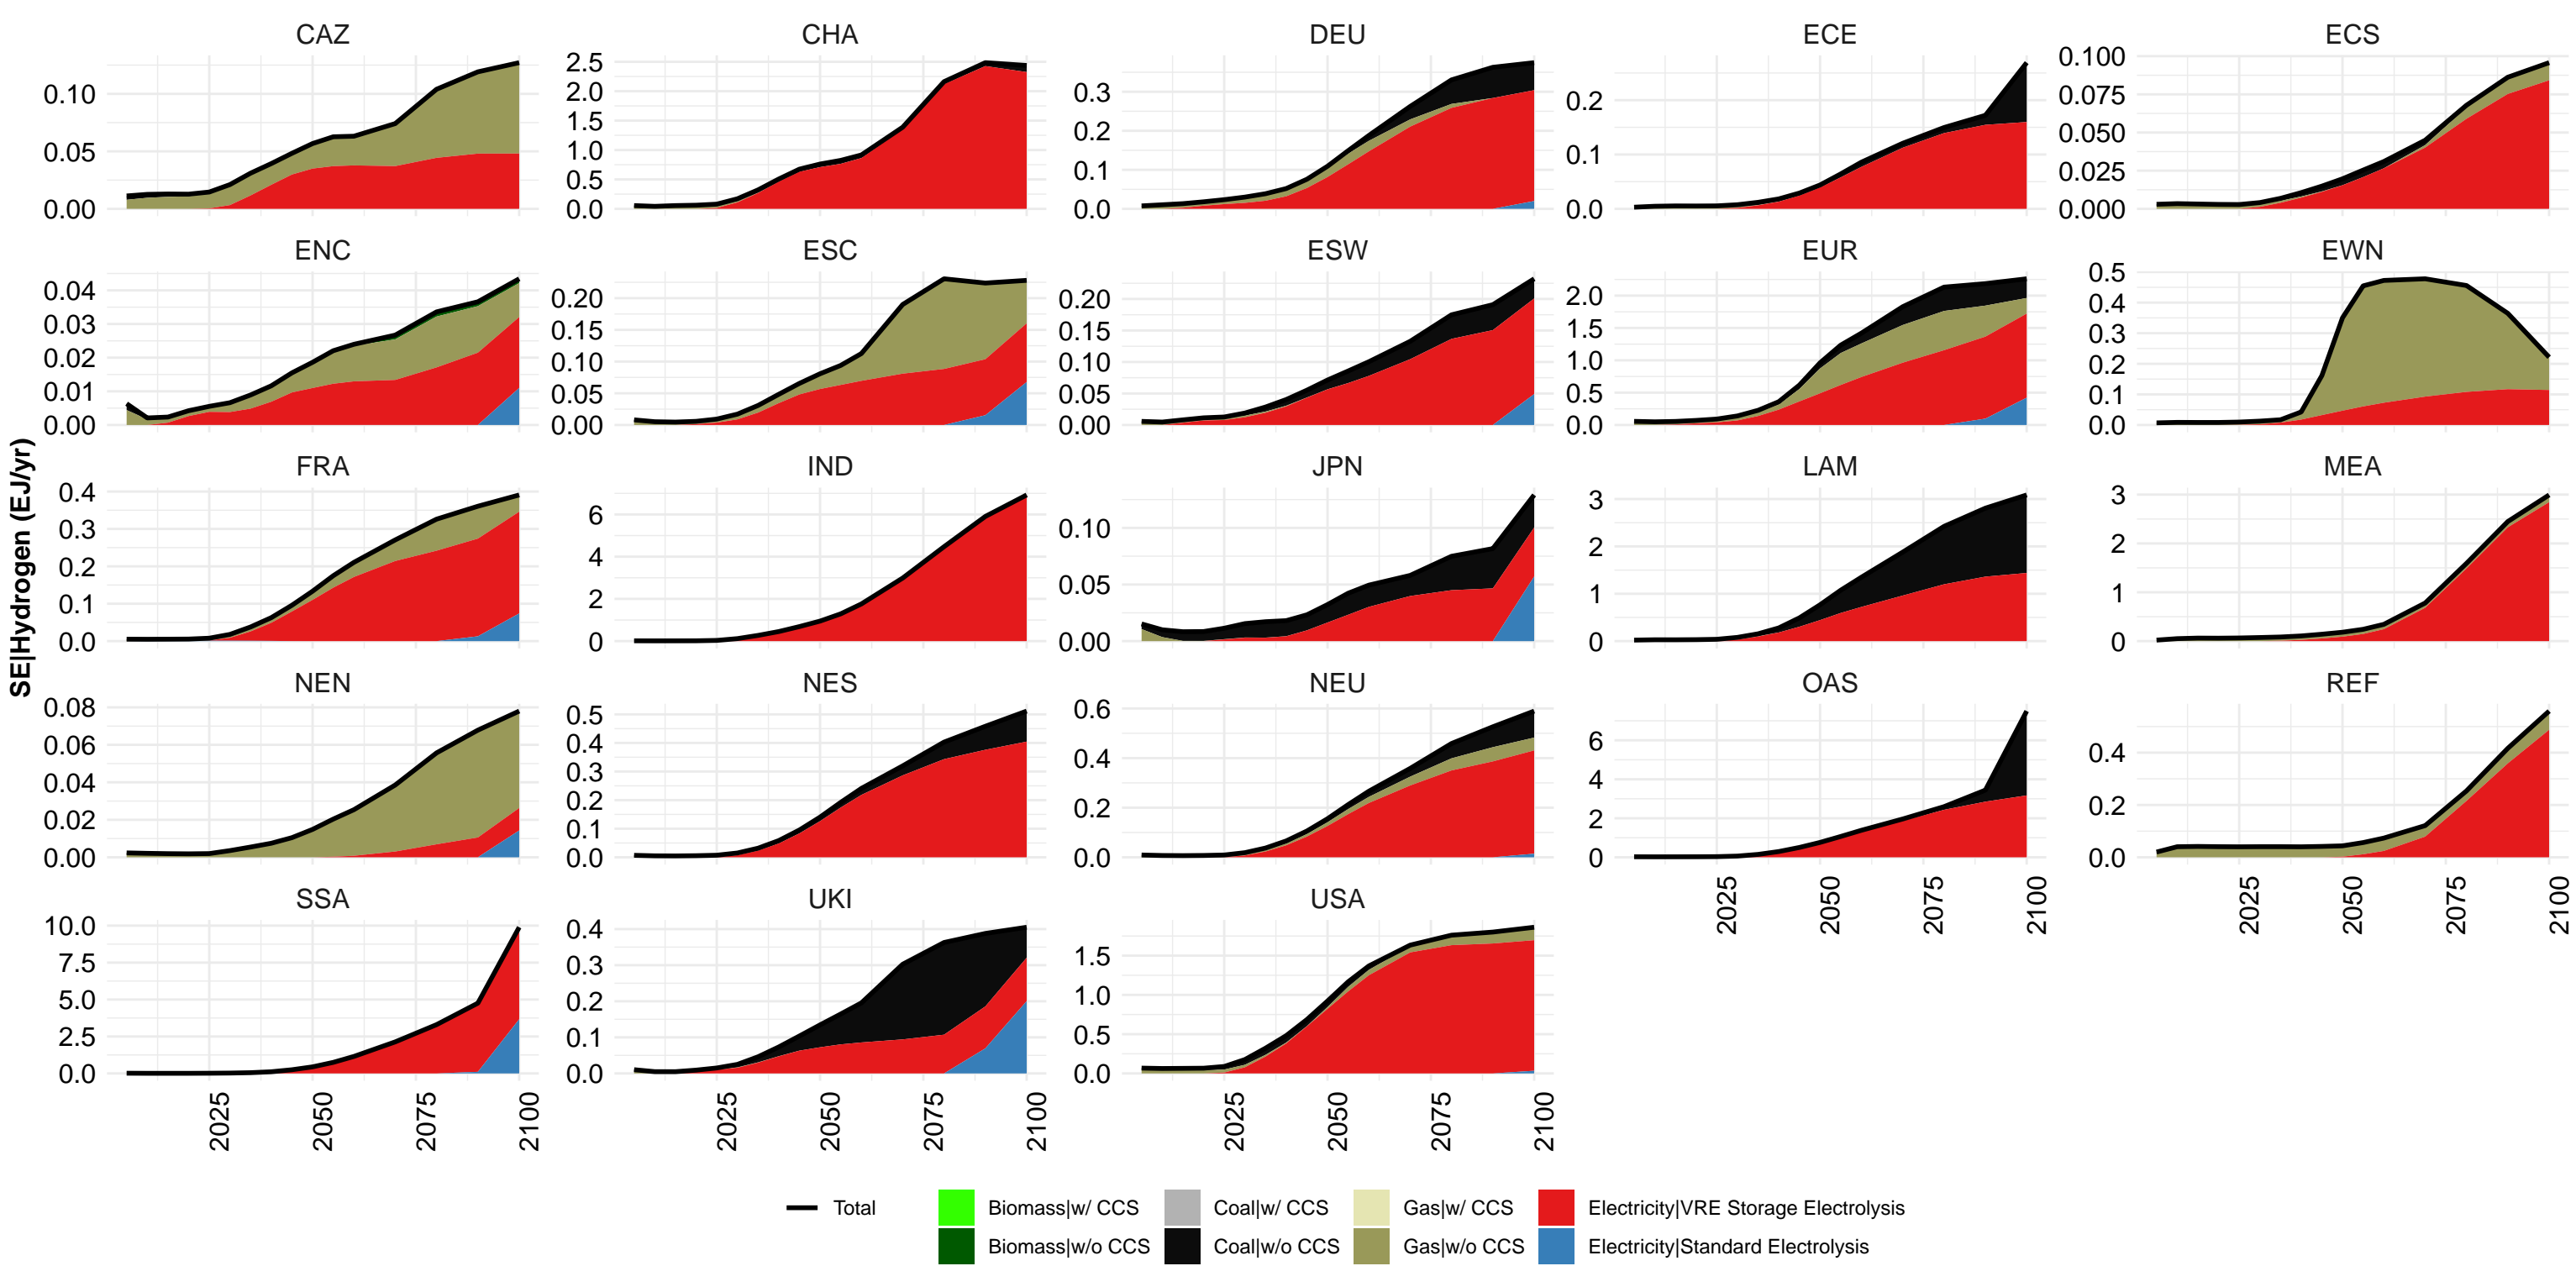 CAZ CHA DEU ECE ECS
0.00 0.05 0.10
0.0 0.5 1.0 1.5 2.0 2.5
0.0 0.1 0.2 0.3
0.0 0.1 0.2
0.000 0.025 0.050 0.075 0.100
ENC ESC ESW EUR EWN
0.00 0.01 0.02 0.03 0.04
0.00 0.05 0.10 0.15 0.20
0.00 0.05 0.10 0.15 0.20
0.0 0.5 1.0 1.5 2.0
0.0 0.1 0.2 0.3 0.4 0.5
SE|Hydrogen (EJ/yr)
FRA IND JPN LAM MEA
0.0 0.1 0.2 0.3 0.4
0 2 4 6
0.00 0.05 0.10
0 1 2 3
0 1 2 3
NEN NES NEU OAS REF
0.00 0.02 0.04 0.06 0.08
0.0 0.1 0.2 0.3 0.4 0.5
0.0 0.2 0.4 0.6
0 2 4 6
0.0 0.2 0.4
2025 2050 2075 2100
2025 2050 2075 2100
SSA UKI USA
0.0 2.5 5.0 7.5 10.0
0.0 0.1 0.2 0.3 0.4
0.0 0.5 1.0 1.5
2025 2050 2075 2100
2025 2050 2075 2100
2025 2050 2075 2100
Total Biomass|w/ CCS Coal|w/ CCS Gas|w/ CCS Electricity|VRE Storage Electrolysis
Biomass|w/o CCS Coal|w/o CCS Gas|w/o CCS Electricity|Standard Electrolysis